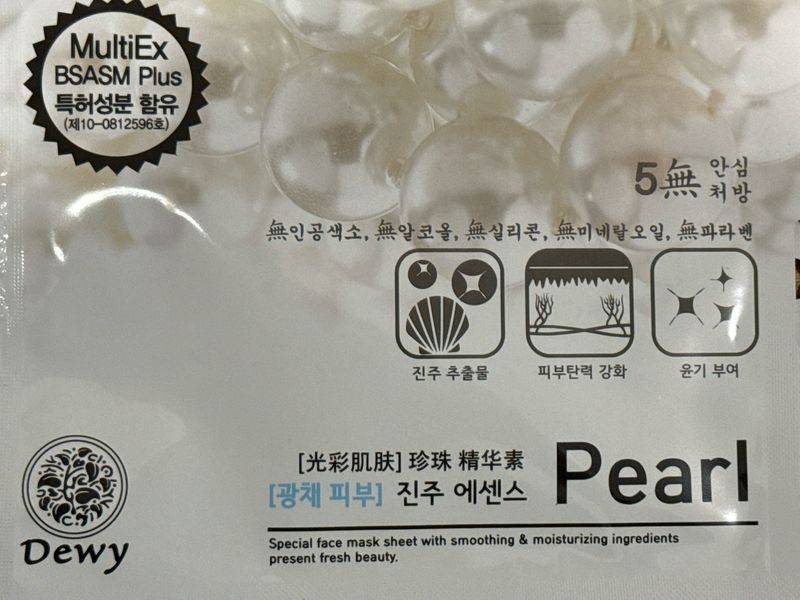 MultiEx
BSASM Plus
특허성분 함유
(제10-0812596호)
5無 안심
처방
無인공색소, 無알코올, 無실리콘, 無미네랄오일, 無파라벤
진주 추출물
피부탄력 강화
윤기 부여
[光彩肌肤] 珍珠 精华素
[광채 피부] 진주 에센스
Pearl
Special face mask sheet with smoothing & moisturizing ingredients
present fresh beauty.
Dewy